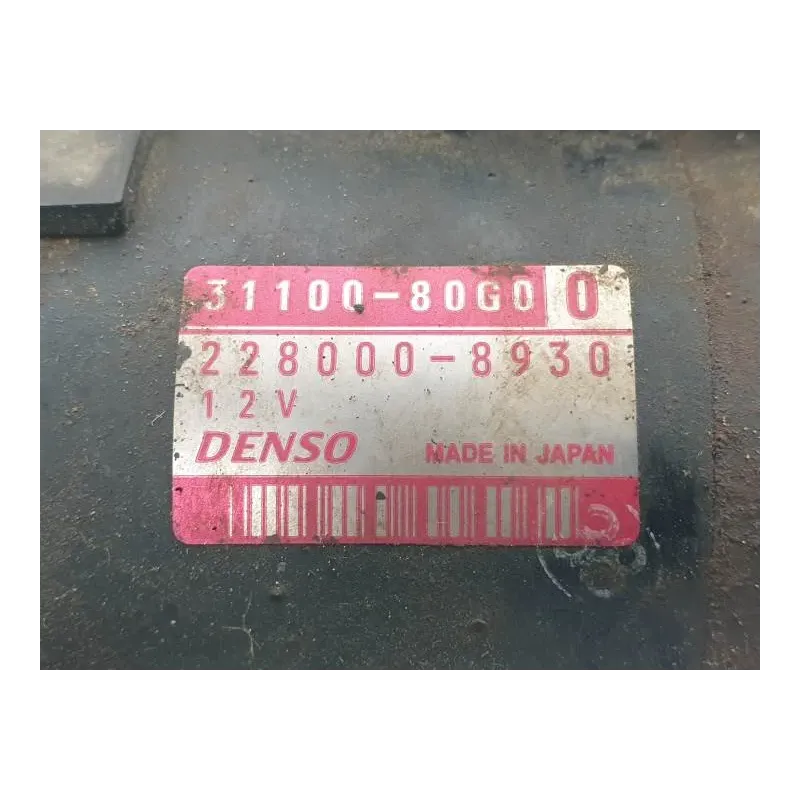 31100-80G0 0
228000-8930
12V
DENSO MADE IN JAPAN